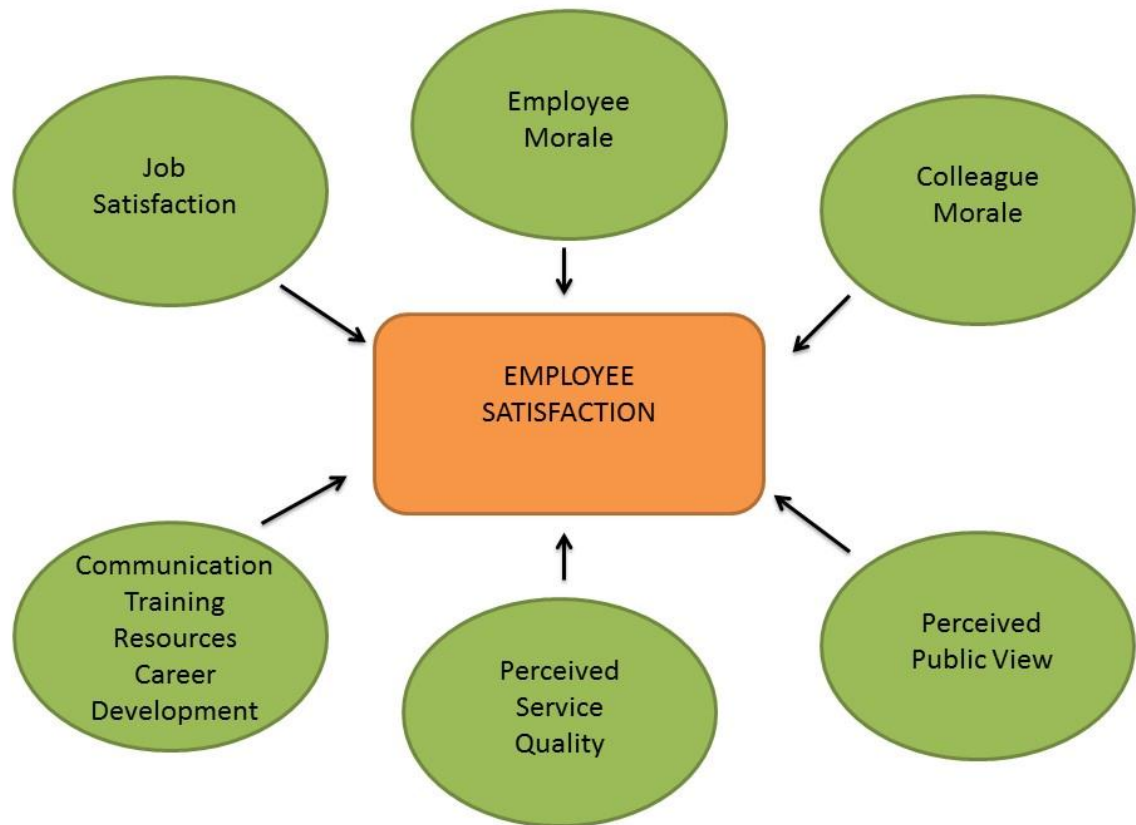 Employee
Morale
Job
Satisfaction
Colleague
Morale
EMPLOYEE
SATISFACTION
Communication
Training
Resources
Career
Development
Perceived
Service
Quality
Perceived
Public View